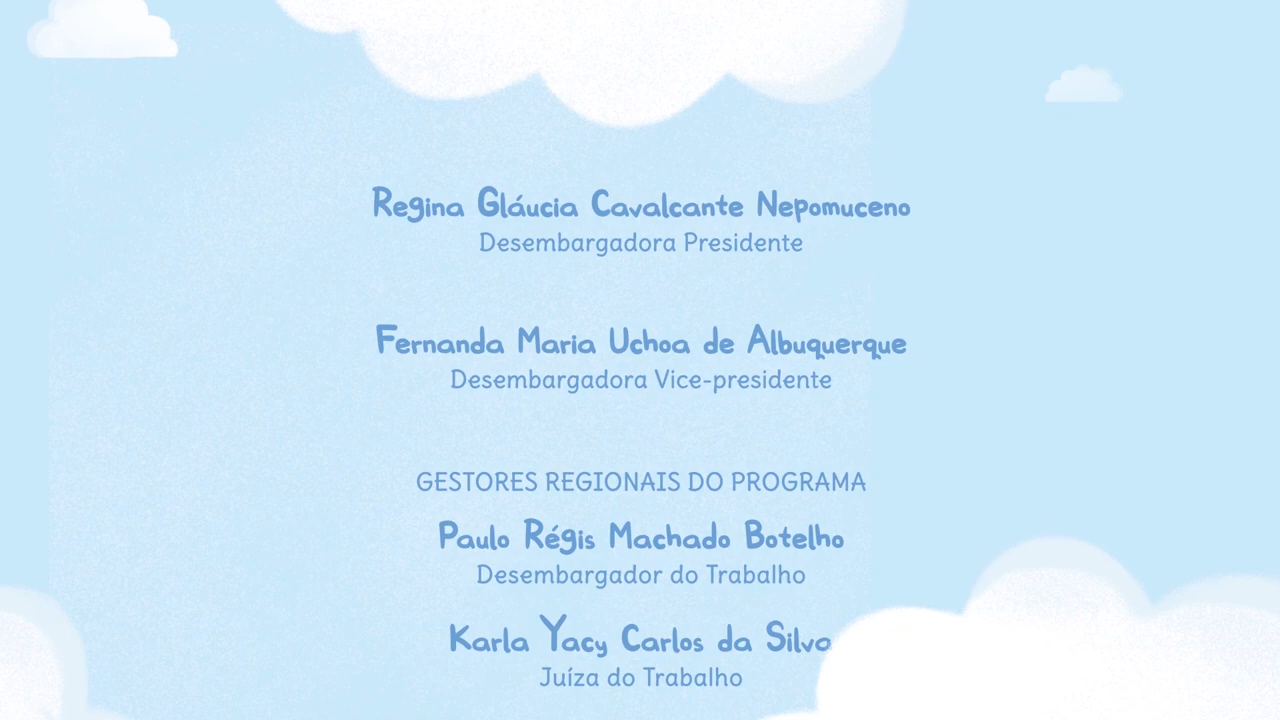 Regina Gláucia Cavalcante Nepomuceno
Desembargadora Presidente
Fernanda Maria Uchoa de Albuquerque
Desembargadora Vice-presidente
GESTORES REGIONAIS DO PROGRAMA
Paulo Régis Machado Botelho
Desembargador do Trabalho
Karla Yacy Carlos da Silva
Juíza do Trabalho